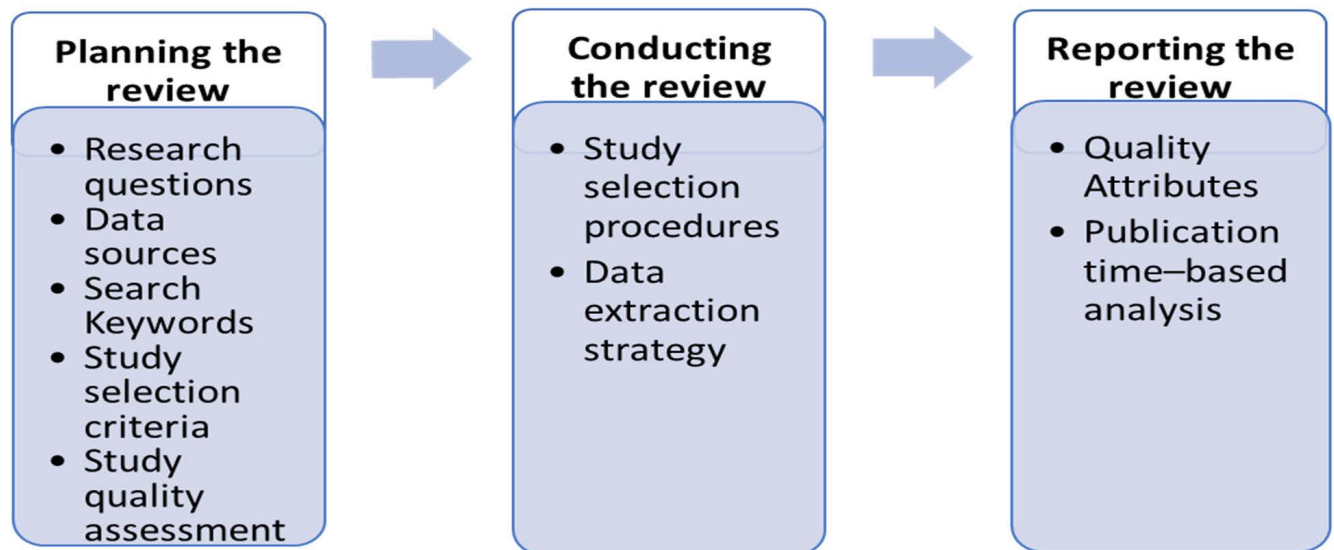 Planning the
review
• Research
questions
• Data
sources
• Search
Keywords
• Study
selection
criteria
• Study
quality
assessment
Conducting
the review
• Study
selection
procedures
• Data
extraction
strategy
Reporting the
review
• Quality
Attributes
• Publication
time–based
analysis